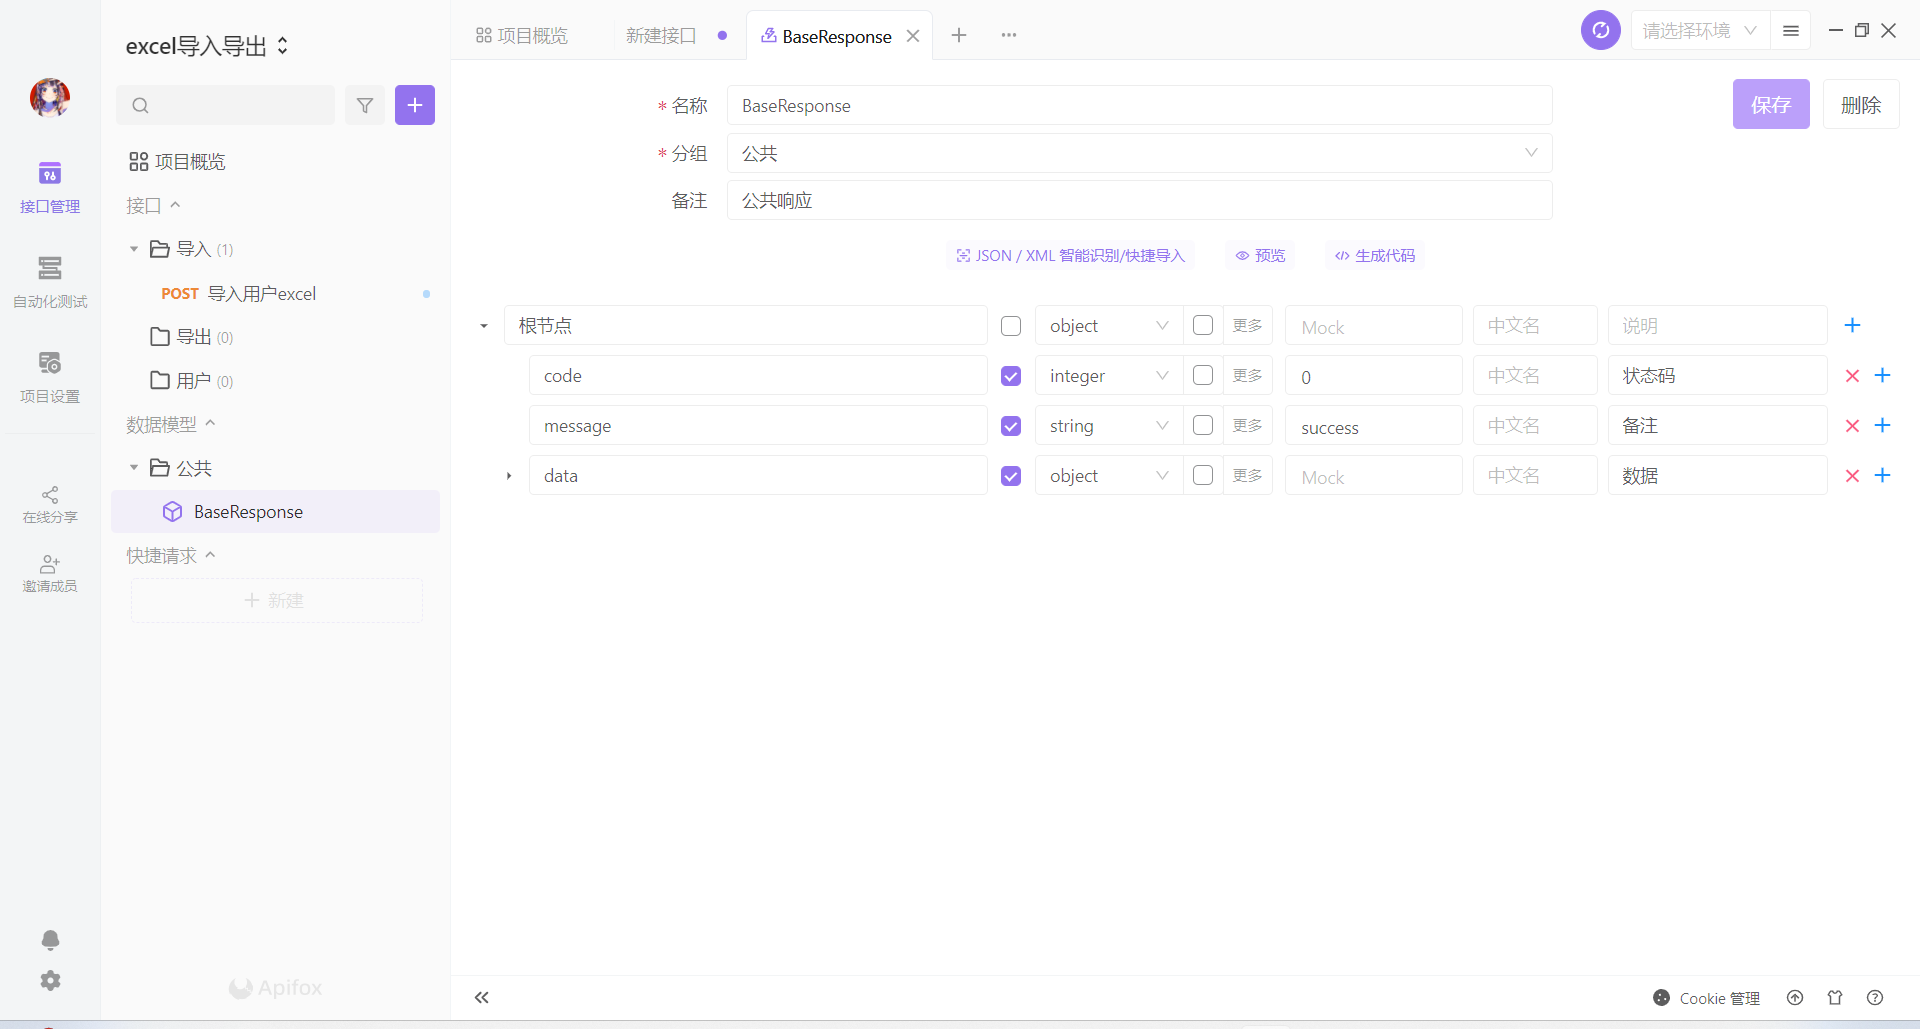 excel导入导出
项目概览
新建接口
BaseResponse
请选择环境
接口管理
自动化测试
项目设置
在线分享
邀请成员
项目概览
接口
导入 (1)
POST 导入用户excel
导出 (0)
用户 (0)
数据模型
公共
BaseResponse
快捷请求
新建
Apifox
* 名称 BaseResponse
保存 删除
* 分组 公共
备注 公共响应
JSON / XML 智能识别/快捷导入 预览 生成代码
根节点 object 更多 Mock 中文名 说明
code integer 更多 0 中文名 状态码
message string 更多 success 中文名 备注
data object 更多 Mock 中文名 数据
Cookie 管理